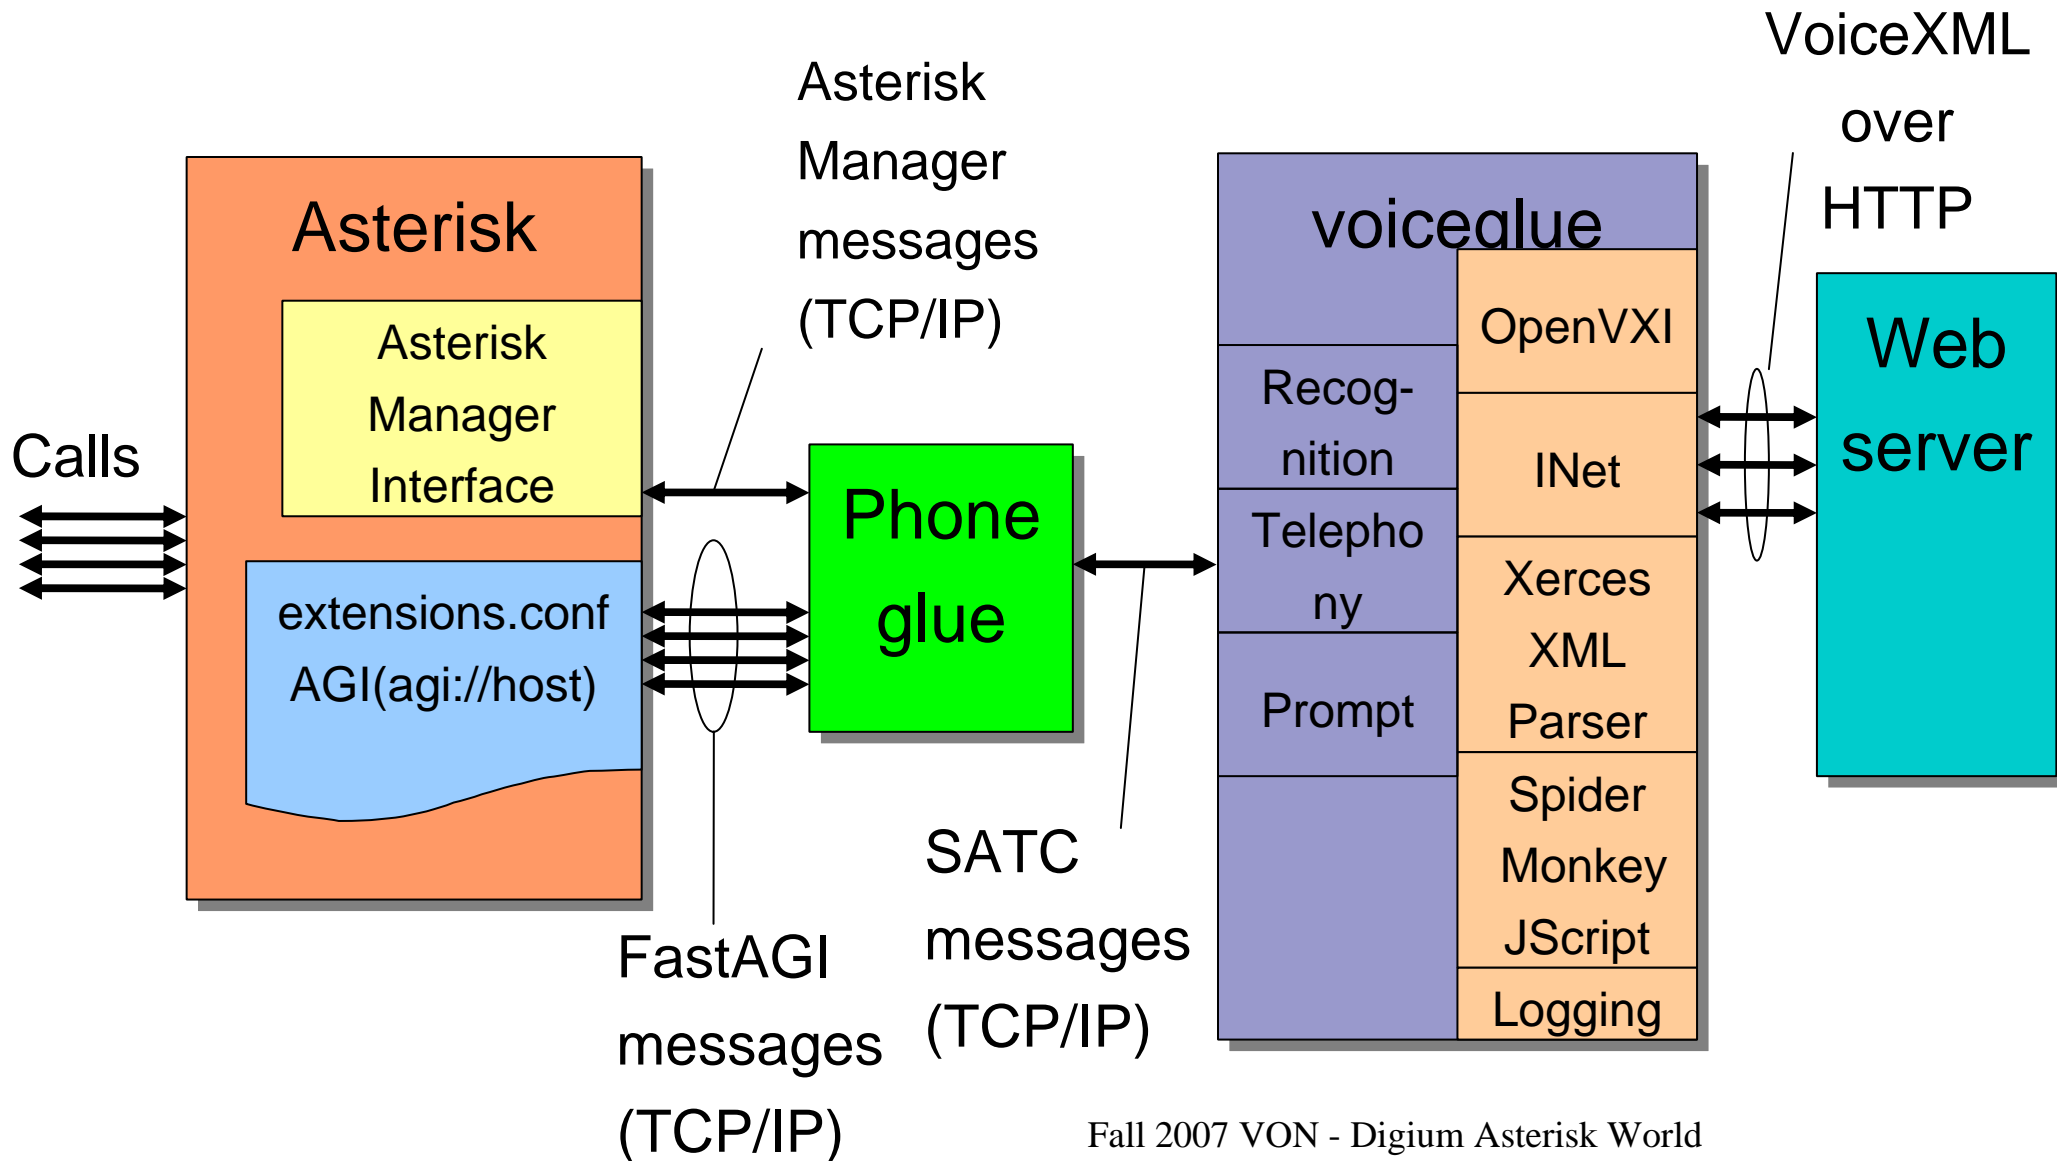 VoiceXML
over
HTTP
Asterisk
Manager
messages
(TCP/IP)
Asterisk
Asterisk
Manager
Interface
extensions.conf
AGI(agi://host)
Calls
Phone
glue
voiceglue
Recog-
nition
Telepho
ny
Prompt
OpenVXI
INet
Xerces
XML
Parser
Spider
Monkey
JScript
Logging
Web
server
SATC
messages
(TCP/IP)
FastAGI
messages
(TCP/IP)
Fall 2007 VON - Digium Asterisk World